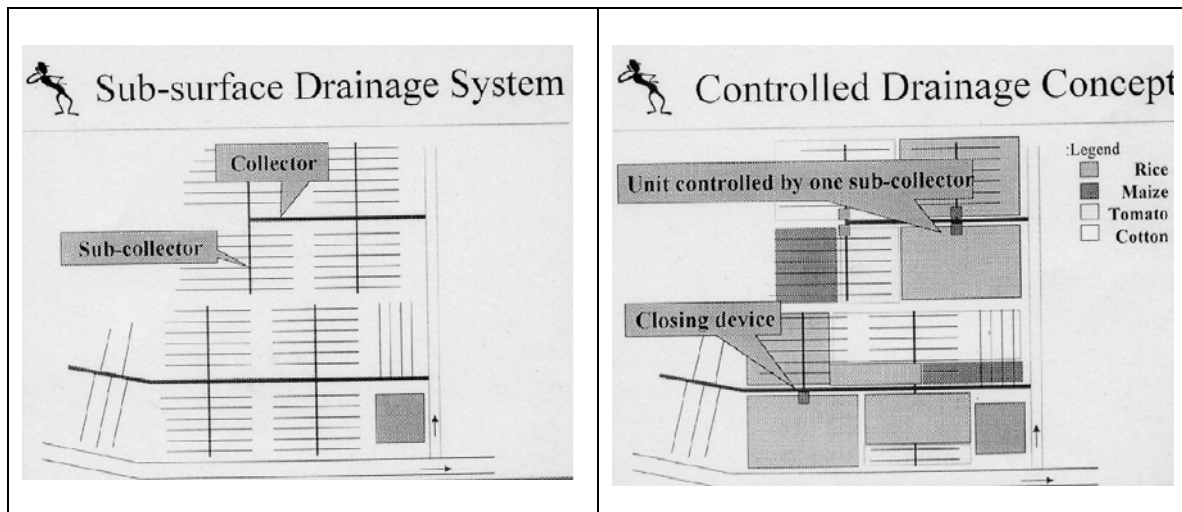 Sub-surface Drainage System
Collector
Sub-collector
Controlled Drainage Concept
:Legend
Rice
Maize
Tomato
Cotton
Unit controlled by one sub-collector
Closing device